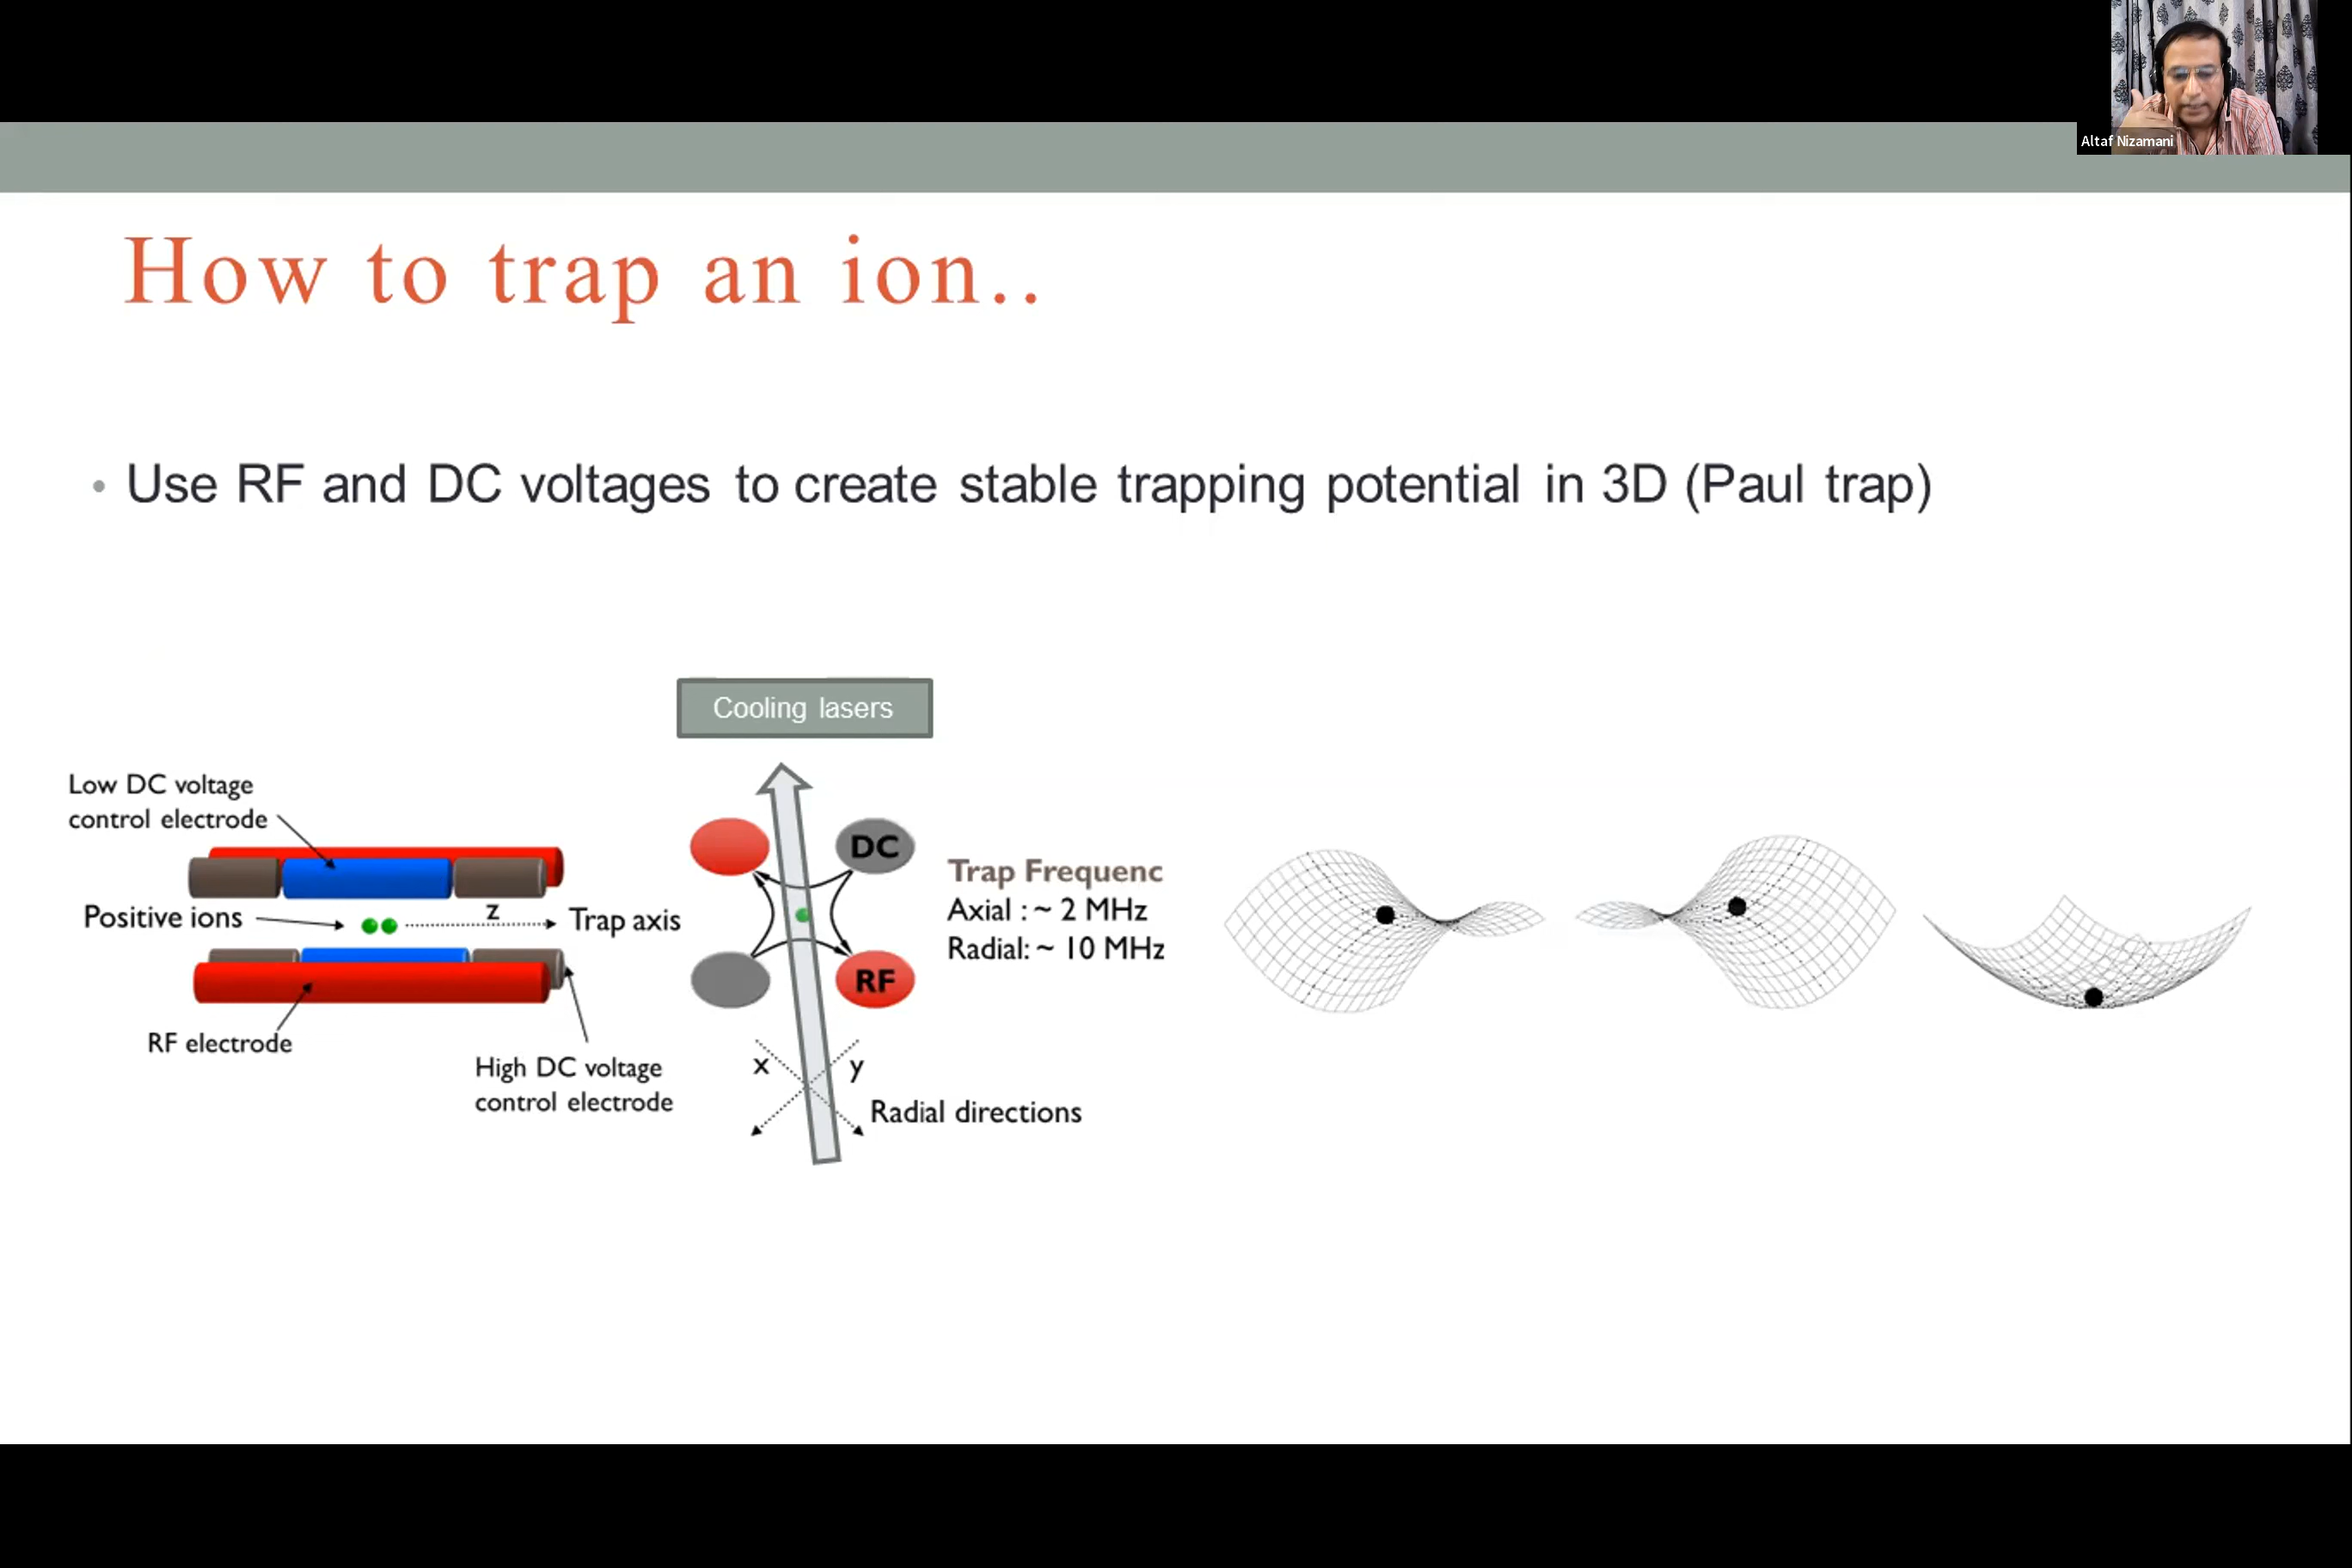 Altaf Nizamani
How to trap an ion..
• Use RF and DC voltages to create stable trapping potential in 3D (Paul trap)
Cooling lasers
Low DC voltage
control electrode
Positive ions
z
Trap axis
RF electrode
High DC voltage
control electrode
DC
RF
x
y
Radial directions
Trap Frequenc
Axial : ~ 2 MHz
Radial: ~ 10 MHz